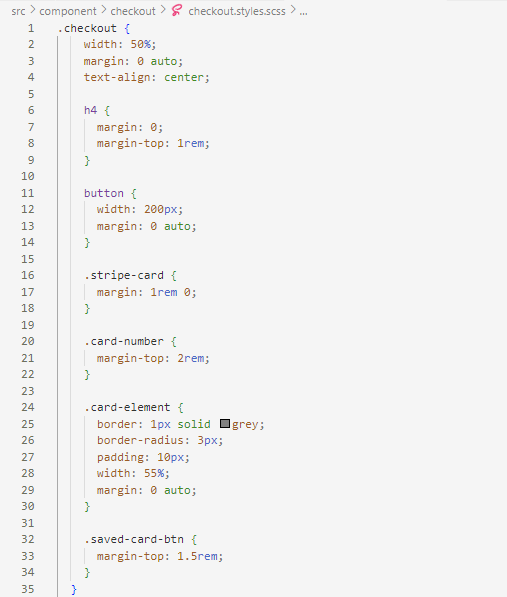 src > component > checkout > checkout.styles.scss > ...
1 .checkout {
2 width: 50%;
3 margin: 0 auto;
4 text-align: center;
5
6 h4 {
7 margin: 0;
8 margin-top: 1rem;
9 }
10
11 button {
12 width: 200px;
13 margin: 0 auto;
14 }
15
16 .stripe-card {
17 margin: 1rem 0;
18 }
19
20 .card-number {
21 margin-top: 2rem;
22 }
23
24 .card-element {
25 border: 1px solid grey;
26 border-radius: 3px;
27 padding: 10px;
28 width: 55%;
29 margin: 0 auto;
30 }
31
32 .saved-card-btn {
33 margin-top: 1.5rem;
34 }
35 }